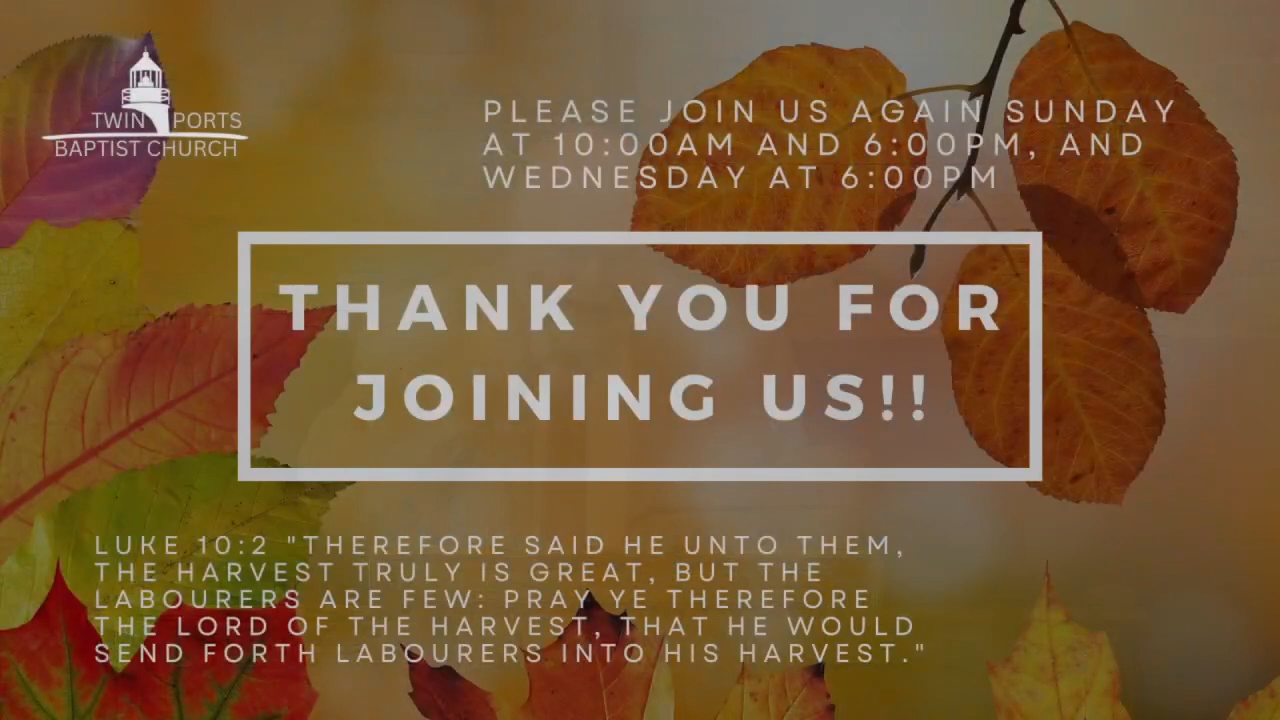 TWIN PORTS
BAPTIST CHURCH
PLEASE JOIN US AGAIN SUNDAY
AT 10:00AM AND 6:00PM, AND
WEDNESDAY AT 6:00PM
THANK YOU FOR
JOINING US!!
LUKE 10:2 "THEREFORE SAID HE UNTO THEM,
THE HARVEST TRULY IS GREAT, BUT THE
LABOURERS ARE FEW: PRAY YE THEREFORE
THE LORD OF THE HARVEST, THAT HE WOULD
SEND FORTH LABOURERS INTO HIS HARVEST."